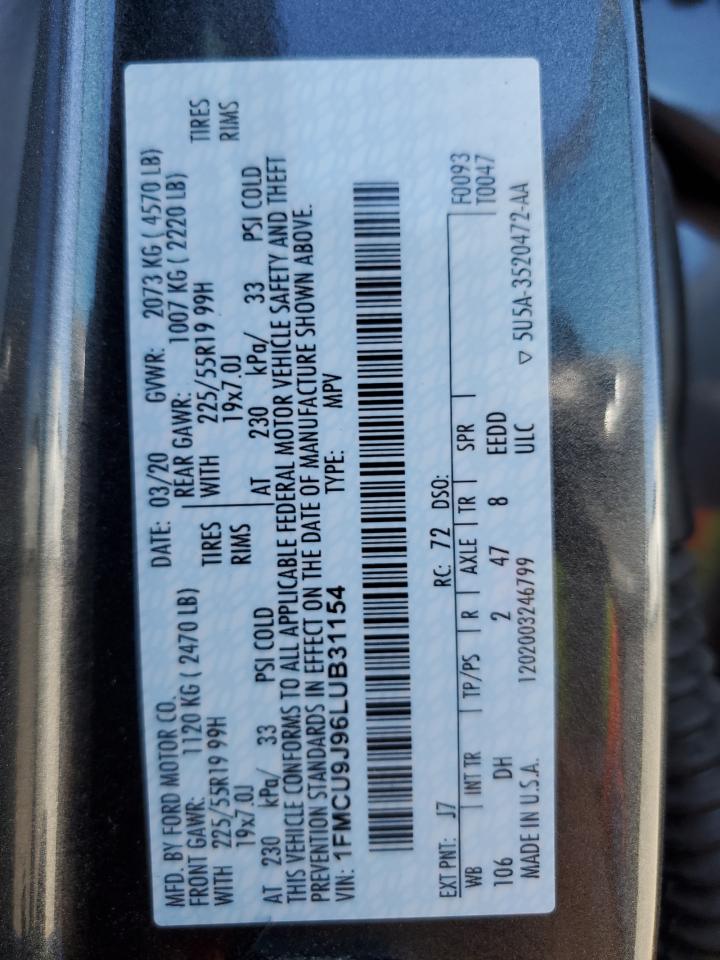 MFD. BY FORD MOTOR CO. DATE: 03/20 GVWR: 2073 KG ( 4570 LB)
FRONT GAWR: 1120 KG ( 2470 LB) REAR GAWR: 1007 KG ( 2220 LB)
WITH 225/55R19 99H TIRES WITH 225/55R19 99H TIRES
19x7.0J RIMS 19x7.0J RIMS
AT 230 kPa/ 33 PSI COLD AT 230 kPa/ 33 PSI COLD
THIS VEHICLE CONFORMS TO ALL APPLICABLE FEDERAL MOTOR VEHICLE SAFETY AND THEFT
PREVENTION STANDARDS IN EFFECT ON THE DATE OF MANUFACTURE SHOWN ABOVE.
VIN: 1FMCU9J96LUB31154 TYPE: MPV
EXT PNT: J7 RC: 72 DSO: F0093
WB INT TR TP/PS R AXLE TR SPR T0047
106 DH 2 47 8 EEDD
MADE IN U.S.A. 1202003246799 ULC ▽ 5U5A-3520472-AA